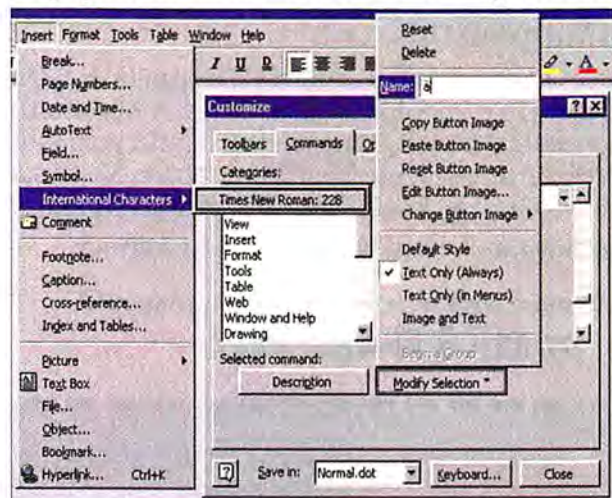 Insert Format Tools Table Window Help
Break...
Page Numbers...
Date and Time...
AutoText
Field...
Symbol...
International Characters
Comment
Footnote...
Caption...
Cross-reference...
Index and Tables...
Picture
Text Box
File...
Object...
Bookmark...
Hyperlink... Ctrl+K
I U D
A
Customize
Toolbars Commands
Categories:
Times New Roman: 228
View
Insert
Format
Tools
Table
Web
Window and Help
Drawing
Selected command:
Description
Modify Selection
Save in: Normal.dot Keyboard... Close
Reset
Delete
Name:
Copy Button Image
Paste Button Image
Reset Button Image
Edit Button Image...
Change Button Image
Default Style
Text Only (Always)
Text Only (in Menus)
Image and Text
Begin a Group